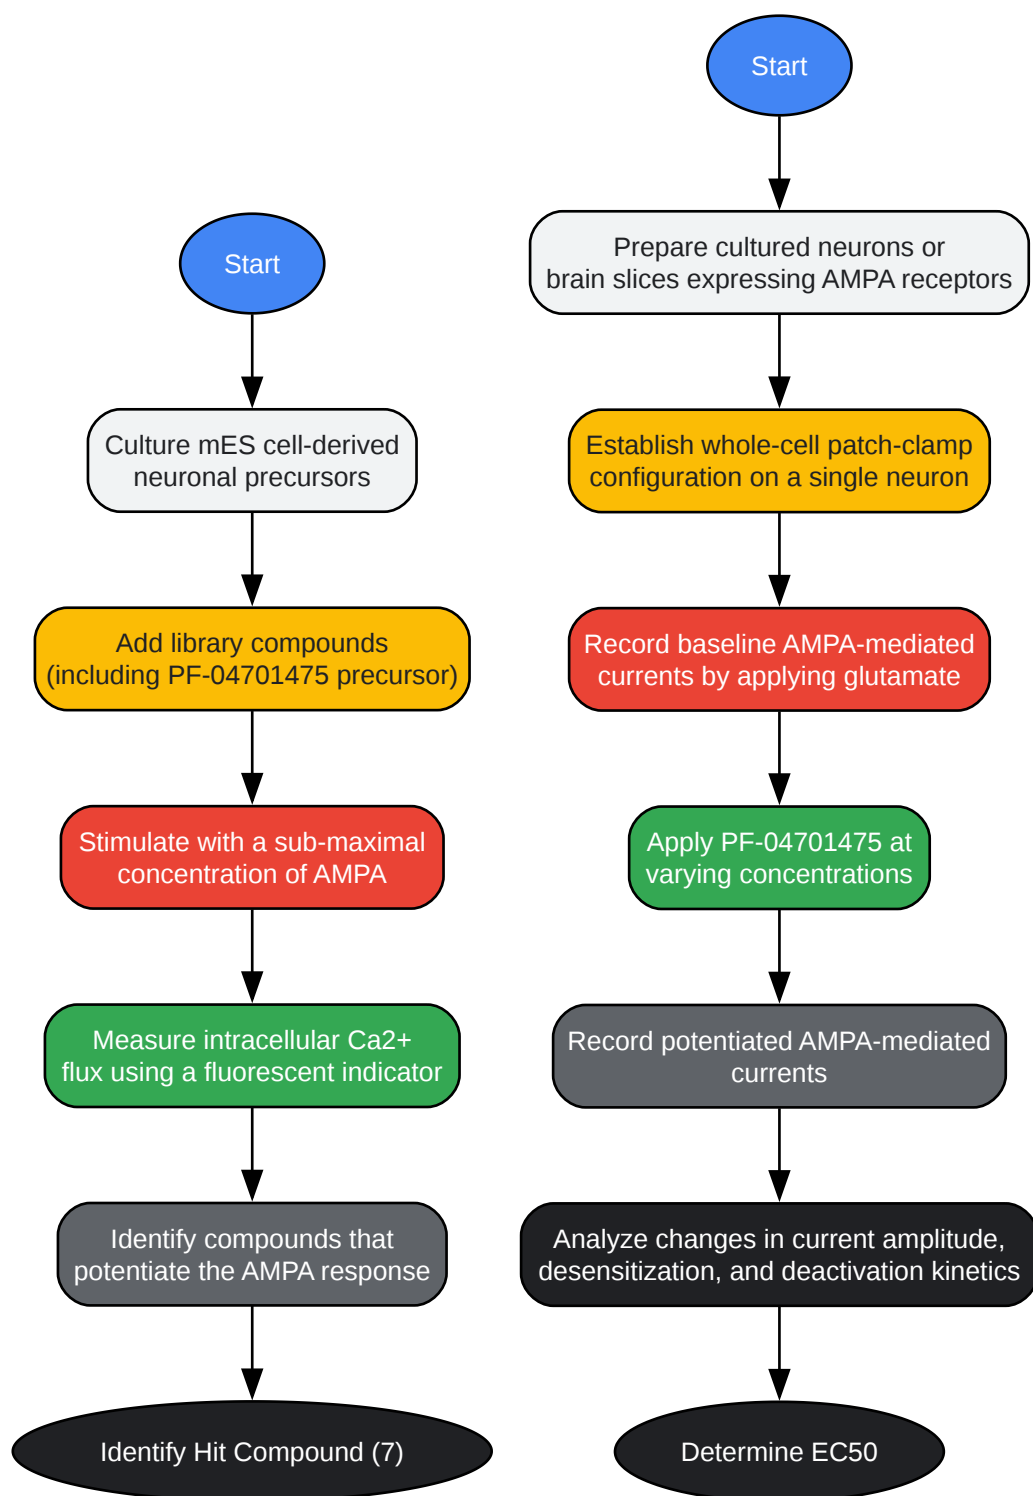 Start
Culture mES cell-derived
neuronal precursors
Add library compounds
(including PF-04701475 precursor)
Stimulate with a sub-maximal
concentration of AMPA
Measure intracellular Ca2+
flux using a fluorescent indicator
Identify compounds that
potentiate the AMPA response
Identify Hit Compound (7)
Start
Prepare cultured neurons or
brain slices expressing AMPA receptors
Establish whole-cell patch-clamp
configuration on a single neuron
Record baseline AMPA-mediated
currents by applying glutamate
Apply PF-04701475 at
varying concentrations
Record potentiated AMPA-mediated
currents
Analyze changes in current amplitude,
desensitization, and deactivation kinetics
Determine EC50